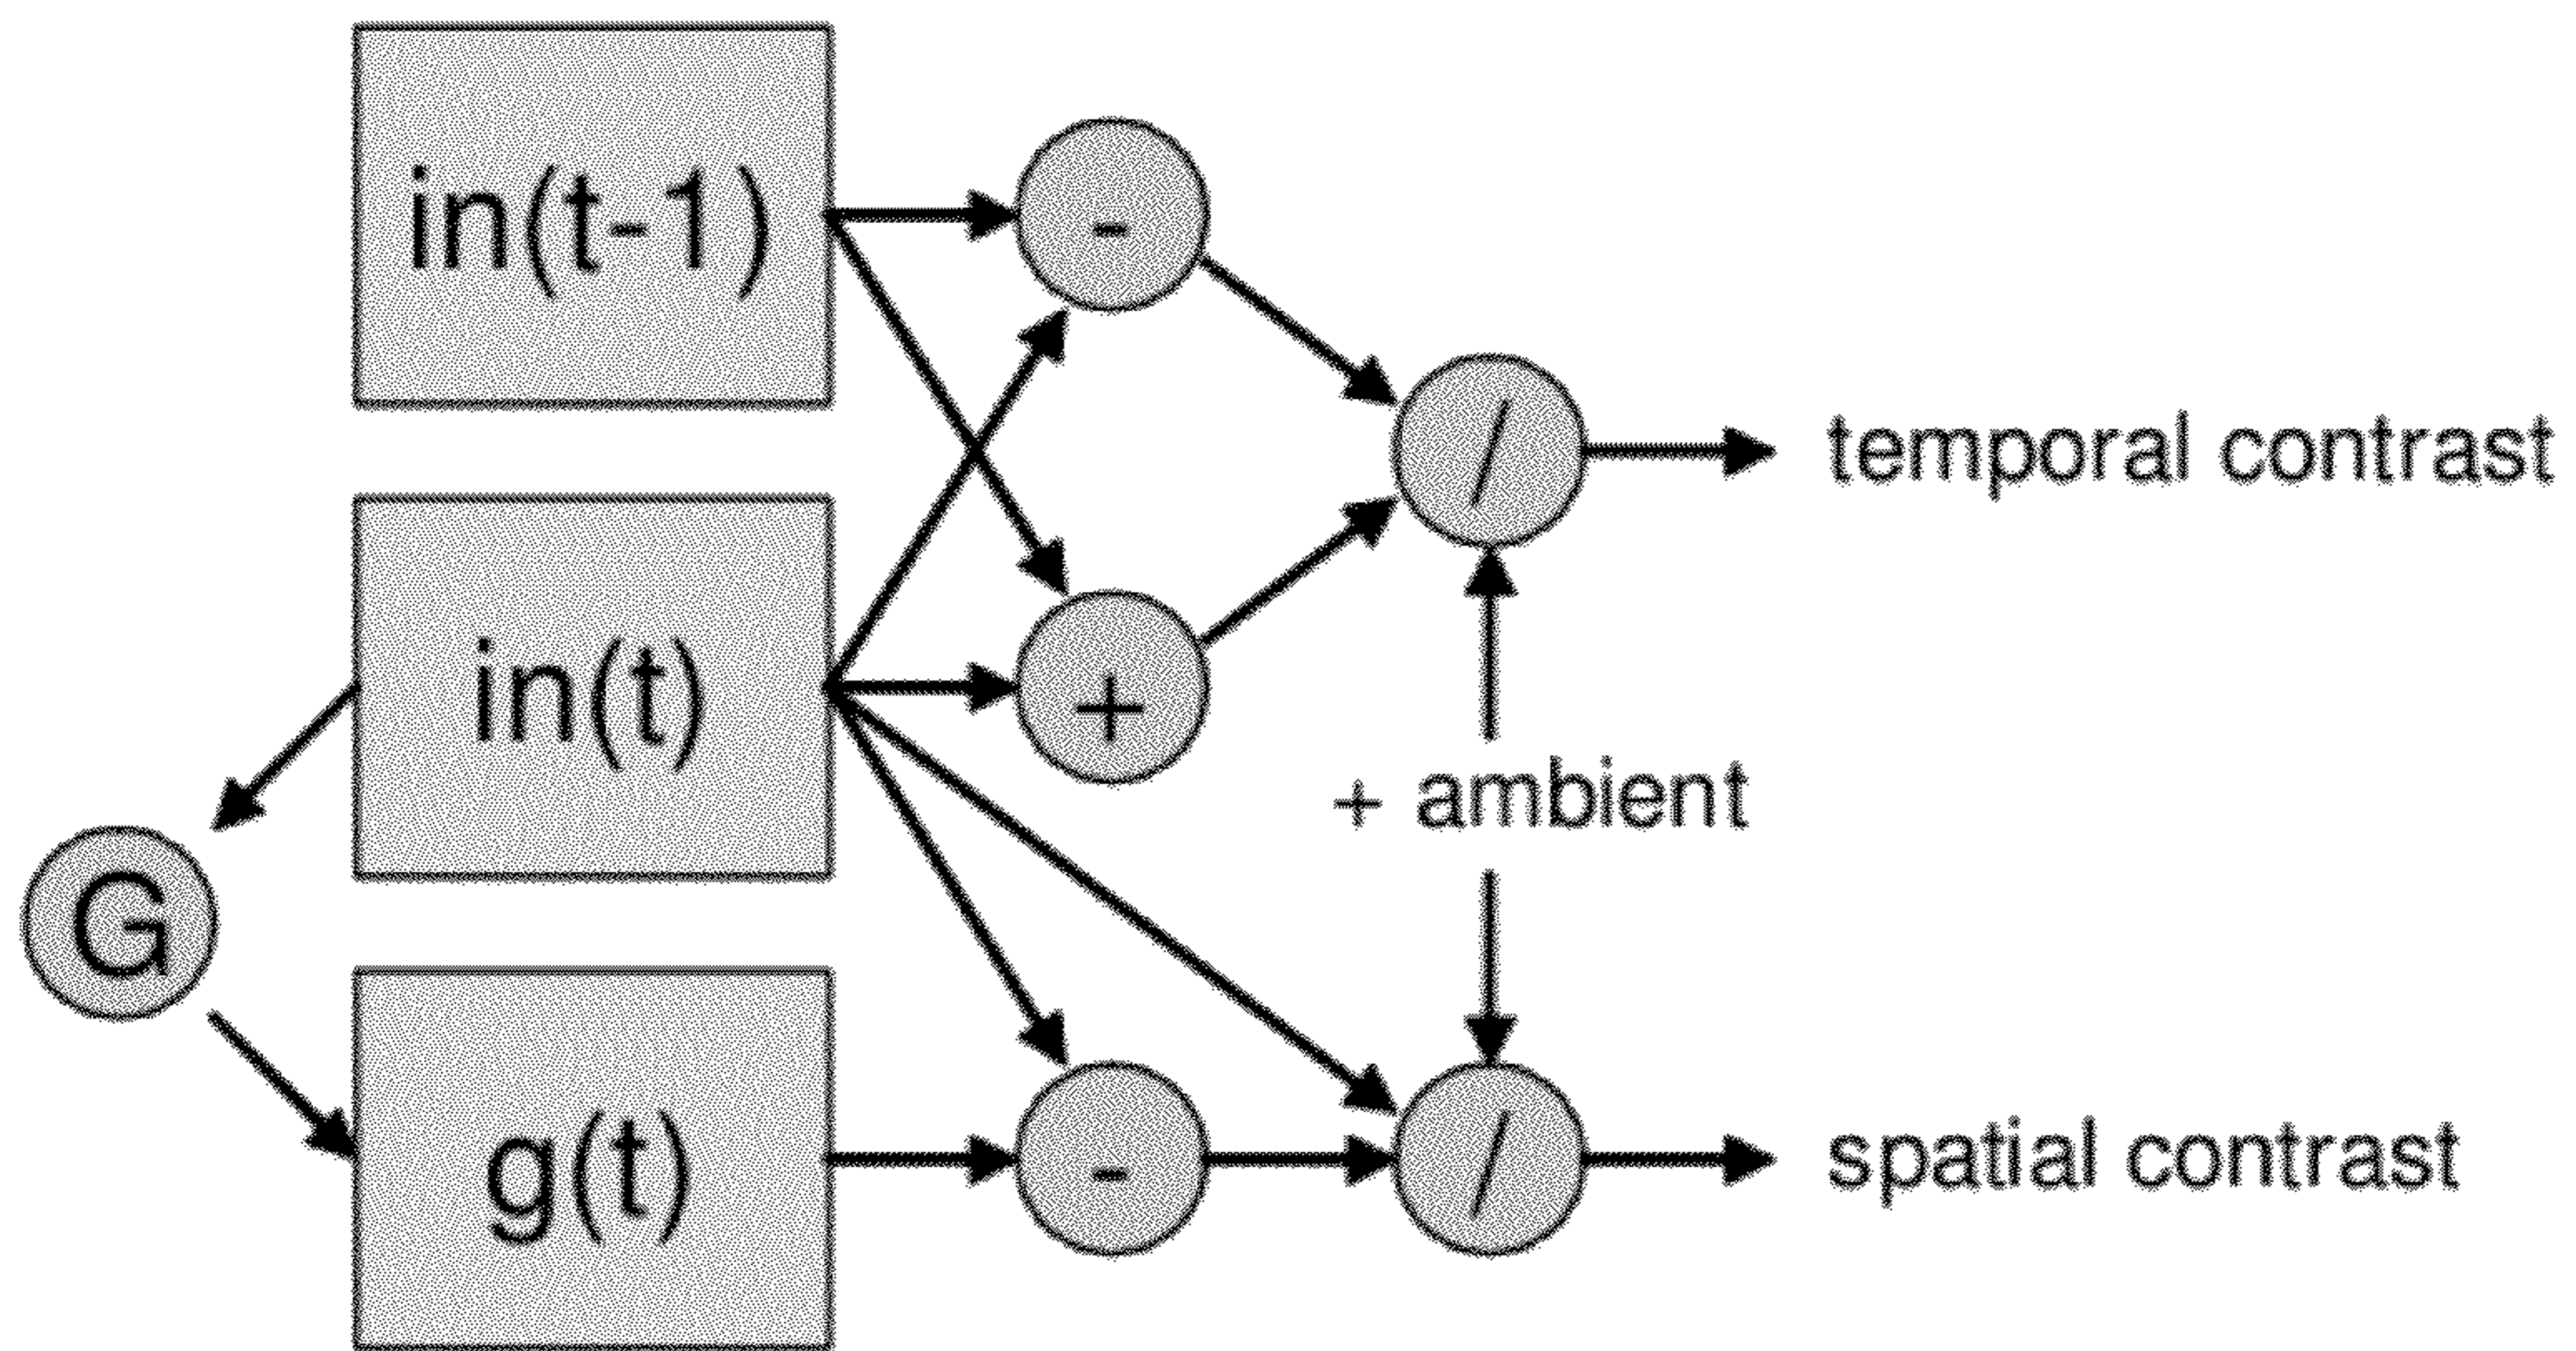 in(t-1)
-
/
temporal contrast
in(t)
+
+ ambient
G
g(t)
-
/
spatial contrast